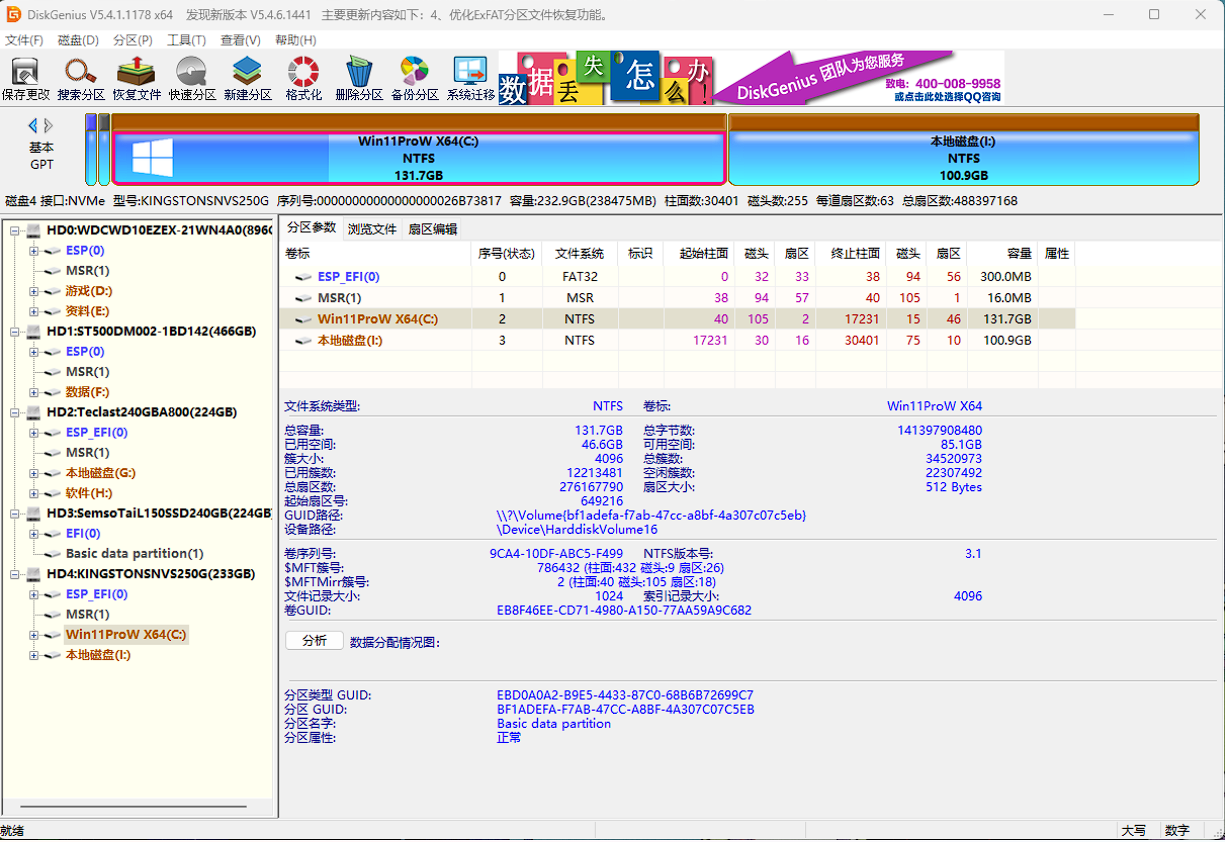 DiskGenius V5.4.1.1178 x64 发现新版本 V5.4.6.1441 主要更新内容如下：4、优化ExFAT分区文件恢复功能。
文件(F) 磁盘(D) 分区(P) 工具(T) 查看(V) 帮助(H)
保存更改 搜索分区 恢复文件 快速分区 新建分区 格式化 删除分区 备份分区 系统迁移
数据丢失怎么办！
DiskGenius 团队为您服务
致电：400-008-9958
或点击此处选择QQ咨询
基本
GPT
Win11ProW X64(C:)
NTFS
131.7GB
本地磁盘(I:)
NTFS
100.9GB
磁盘4 接口:NVMe 型号:KINGSTONSNVS250G 序列号:00000000000000000026B73817 容量:232.9GB(238475MB) 柱面数:30401 磁头数:255 每道扇区数:63 总扇区数:488397168
HD0:WDCWD10EZEX-21WN4A0(896G
ESP(0)
MSR(1)
游戏(D:)
资料(E:)
HD1:ST500DM002-1BD142(466GB)
ESP(0)
MSR(1)
数据(F:)
HD2:Teclast240GBA800(224GB)
ESP_EFI(0)
MSR(1)
本地磁盘(G:)
软件(H:)
HD3:SemsoTaiL150SSD240GB(224GB
EFI(0)
Basic data partition(1)
HD4:KINGSTONSNVS250G(233GB)
ESP_EFI(0)
MSR(1)
Win11ProW X64(C:)
本地磁盘(I:)
分区参数 浏览文件 扇区编辑
卷标 序号(状态) 文件系统 标识 起始柱面 磁头 扇区 终止柱面 磁头 扇区 容量 属性
ESP_EFI(0) 0 FAT32 0 32 33 38 94 56 300.0MB
MSR(1) 1 MSR 38 94 57 40 105 1 16.0MB
Win11ProW X64(C:) 2 NTFS 40 105 2 17231 15 46 131.7GB
本地磁盘(I:) 3 NTFS 17231 30 16 30401 75 10 100.9GB
文件系统类型: NTFS 卷标: Win11ProW X64
总容量: 131.7GB 总字节数: 141397908480
已用空间: 46.6GB 可用空间: 85.1GB
簇大小: 4096 总簇数: 34520973
已用簇数: 12213481 空闲簇数: 22307492
总扇区数: 276167790 扇区大小: 512 Bytes
起始扇区号: 649216
GUID路径: \\?\Volume{bf1adefa-f7ab-47cc-a8bf-4a307c07c5eb}
设备路径: \Device\HarddiskVolume16
卷序列号: 9CA4-10DF-ABC5-F499 NTFS版本号: 3.1
$MFT簇号: 786432 (柱面:432 磁头:9 扇区:26)
$MFTMirr簇号: 2 (柱面:40 磁头:105 扇区:18)
文件记录大小: 1024 索引记录大小: 4096
卷GUID: EB8F46EE-CD71-4980-A150-77AA59A9C682
分析 数据分配情况图:
分区类型 GUID: EBD0A0A2-B9E5-4433-87C0-68B6B72699C7
分区 GUID: BF1ADEFA-F7AB-47CC-A8BF-4A307C07C5EB
分区名字: Basic data partition
分区属性: 正常
就绪 大写 数字